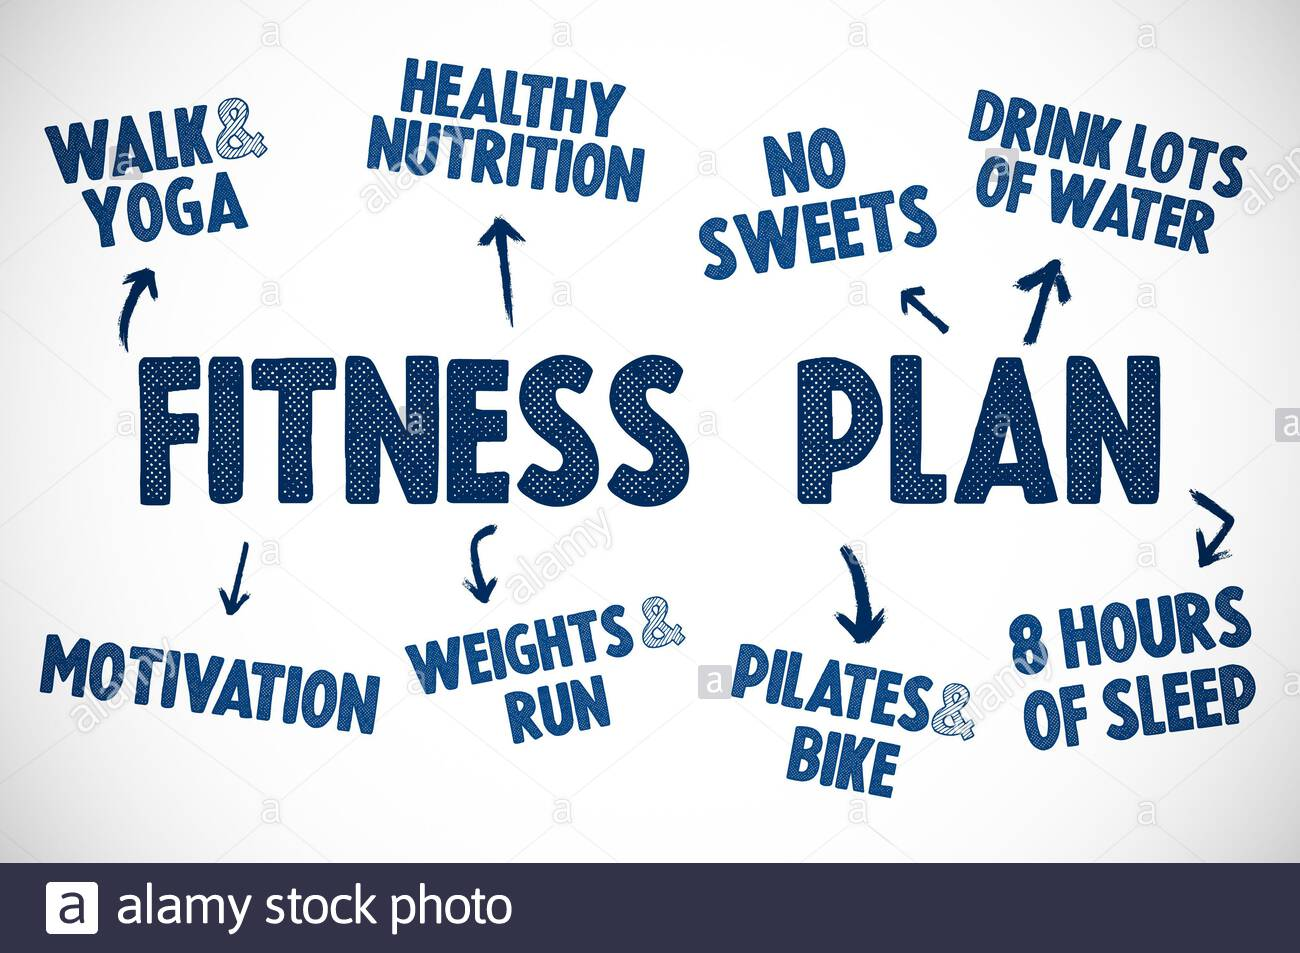 WALK &
YOGA
HEALTHY
NUTRITION
NO
SWEETS
DRINK LOTS
OF WATER
FITNESS PLAN
MOTIVATION
WEIGHTS &
RUN
PILATES &
BIKE
8 HOURS
OF SLEEP
a alamy stock photo